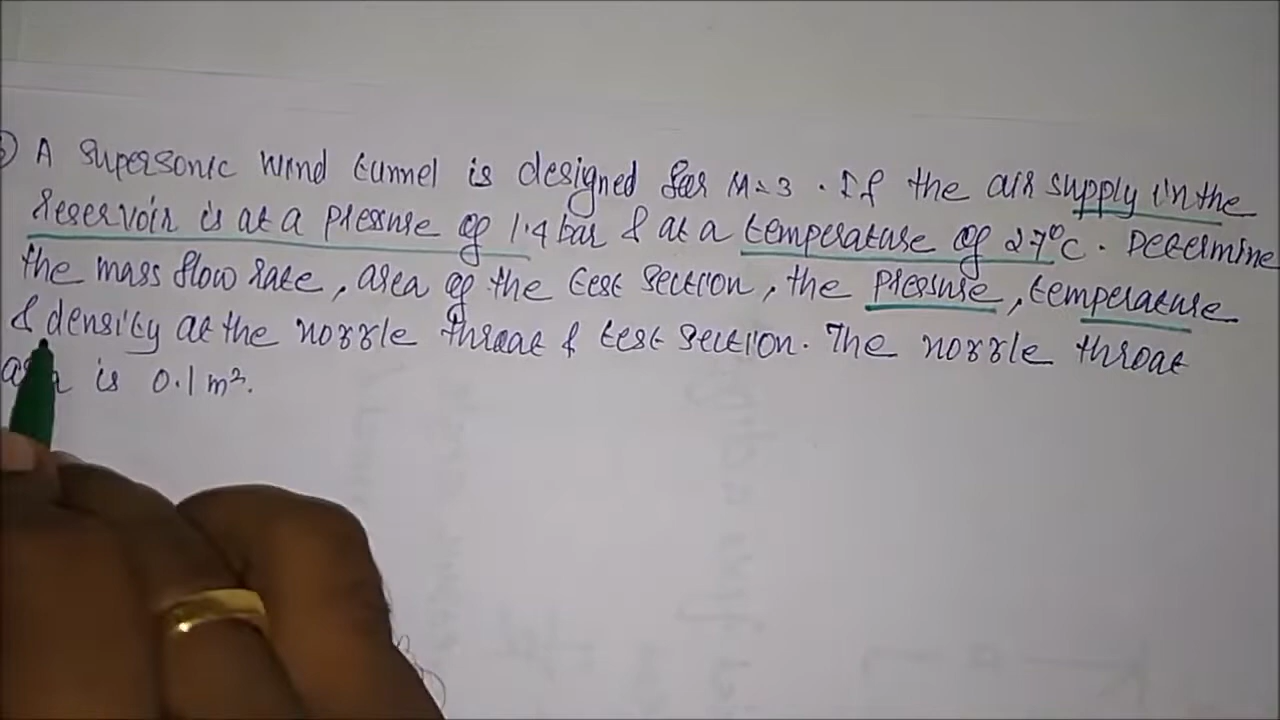 A supersonic wind tunnel is designed for M = 3 . If the air supply in the
reservoir is at a pressure of 1.4 bar & at a temperature of 27°C . Determine
the mass flow rate , area of the test section , the pressure , temperature
& density at the nozzle throat & test section . The nozzle throat
is 0.1 m².